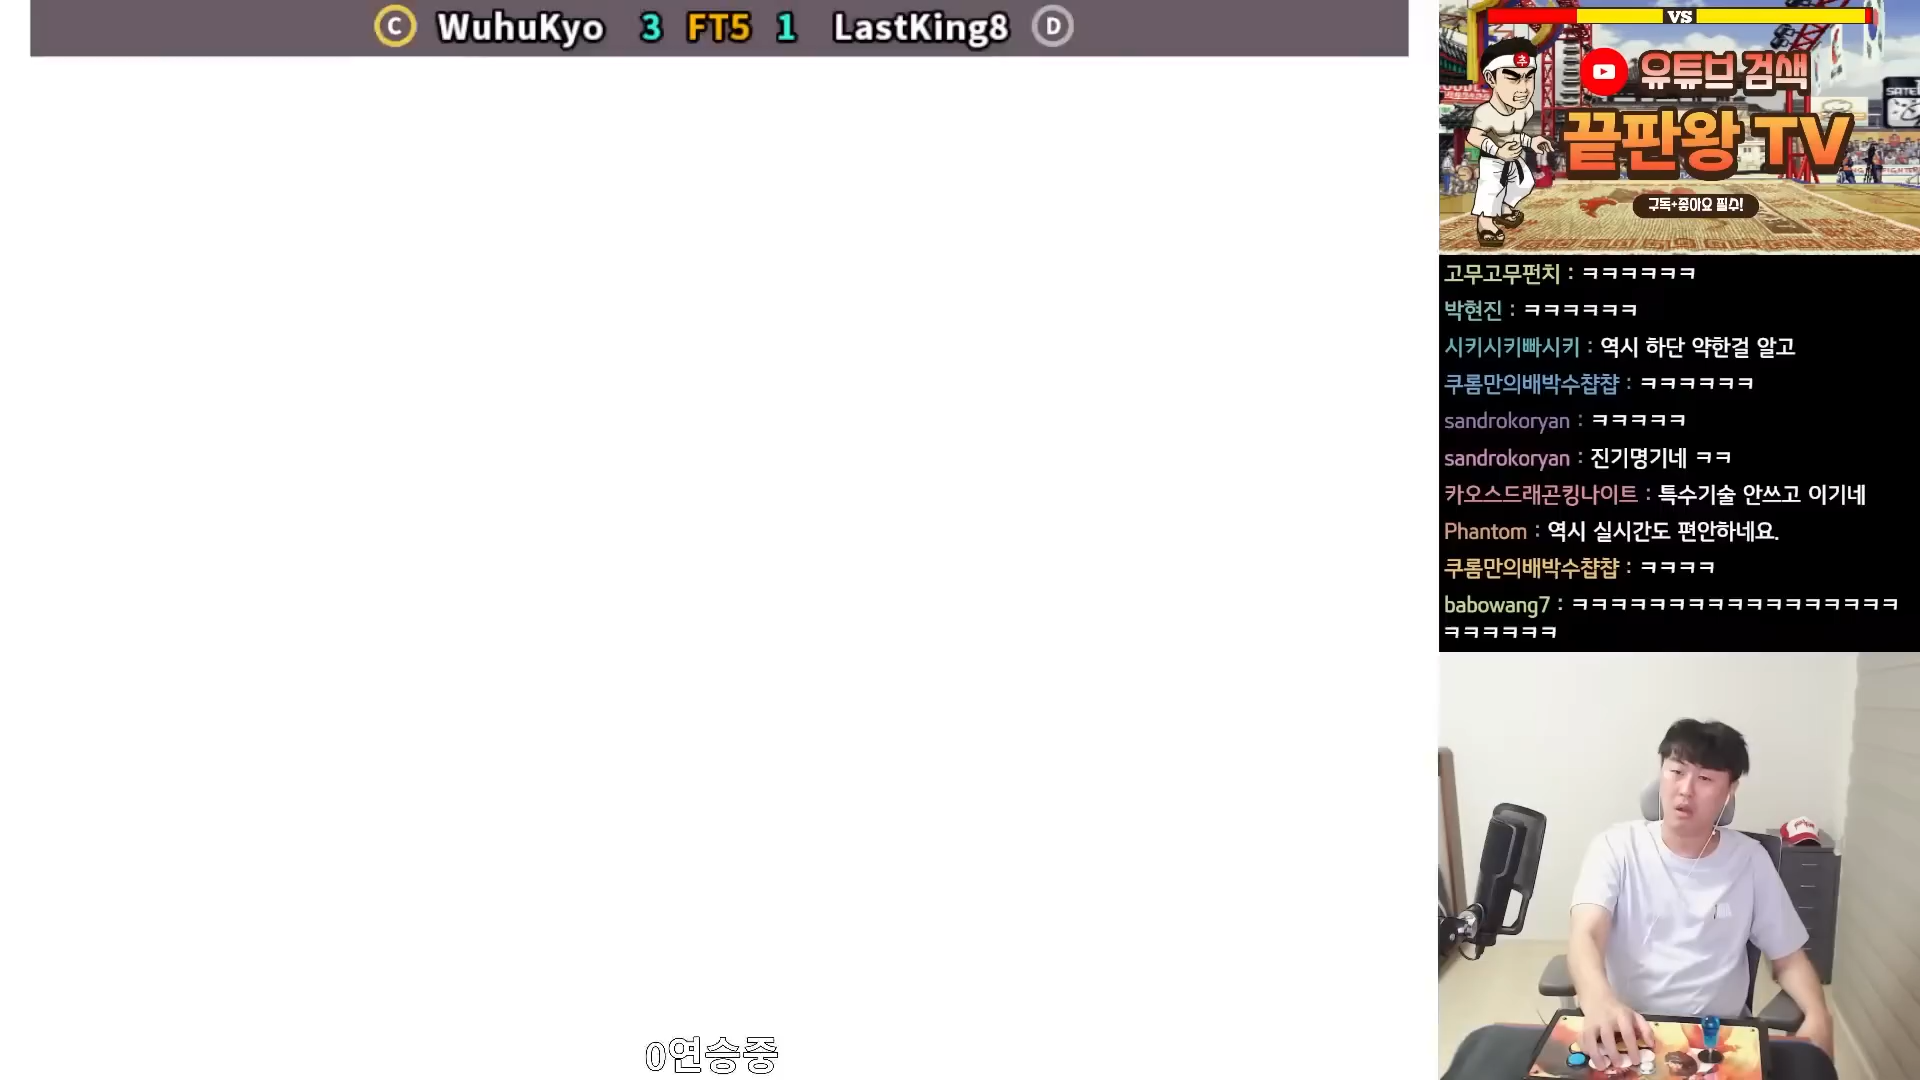 C WuhuKyo 3 FT5 1 LastKing8 D
VS
유튜브 검색
끝판왕 TV
구독+좋아요 필수!
고무고무펀치 : ㅋㅋㅋㅋㅋㅋ
박현진 : ㅋㅋㅋㅋㅋㅋ
시키시키빠시키 : 역시 하단 약한걸 알고
쿠롬만의배박수챱챱 : ㅋㅋㅋㅋㅋㅋ
sandrokoryan : ㅋㅋㅋㅋㅋ
sandrokoryan : 진기명기네 ㅋㅋ
카오스드래곤킹나이트 : 특수기술 안쓰고 이기네
Phantom : 역시 실시간도 편안하네요.
쿠롬만의배박수챱챱 : ㅋㅋㅋㅋ
babowang7 : ㅋㅋㅋㅋㅋㅋㅋㅋㅋㅋㅋㅋㅋㅋㅋㅋㅋ
ㅋㅋㅋㅋㅋㅋ
0연승중